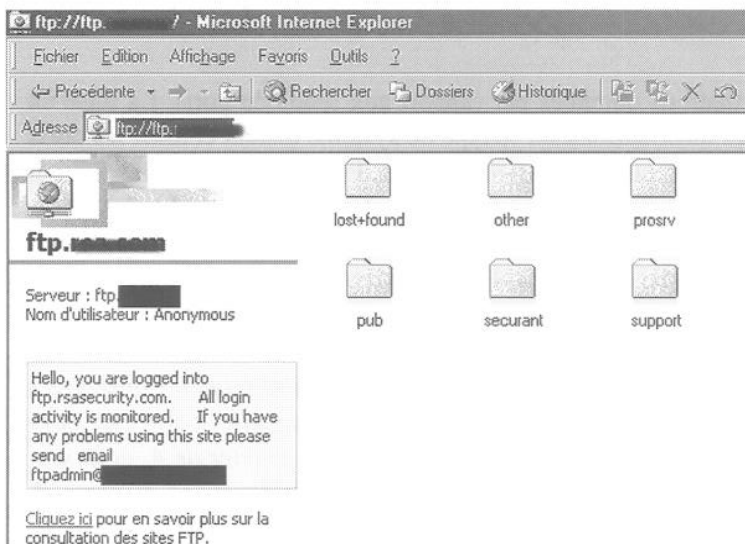 ftp://ftp. / - Microsoft Internet Explorer
Fichier Edition Affichage Favoris Outils ?
Précédente Rechercher Dossiers Historique
Adresse ftp://ftp.
lost+found other prosrv
ftp.
pub securant support
Serveur : ftp.
Nom d'utilisateur : Anonymous
Hello, you are logged into
ftp.rsasecurity.com. All login
activity is monitored. If you have
any problems using this site please
send email
ftpadmin@
Cliquez ici pour en savoir plus sur la
consultation des sites FTP.